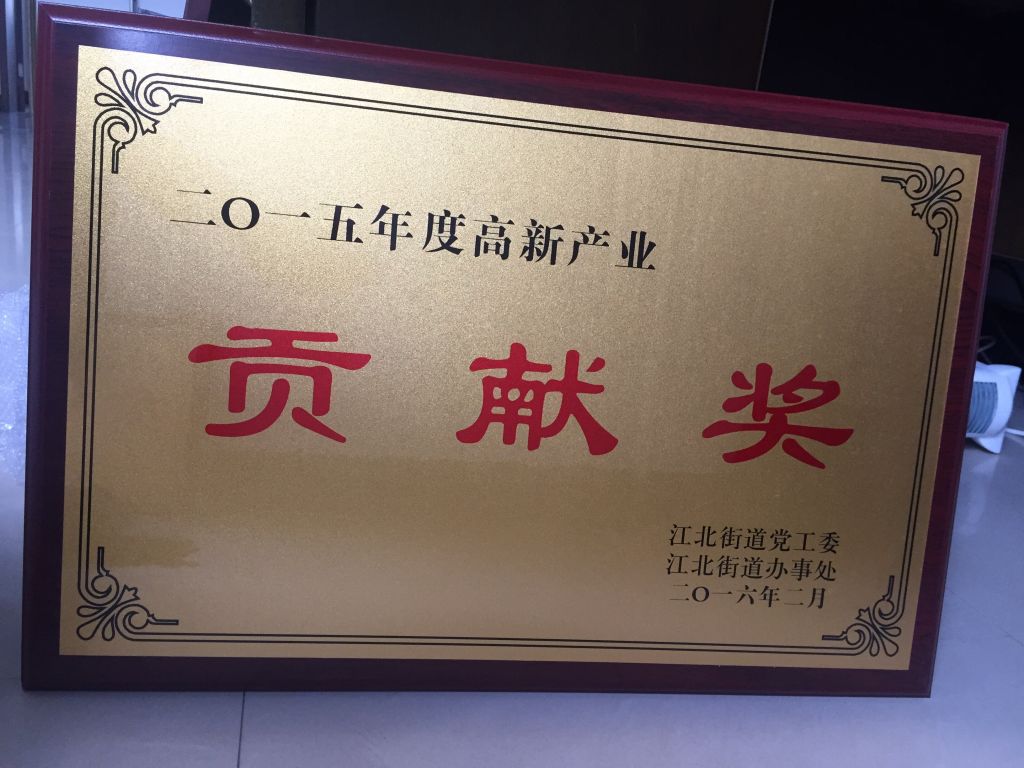 二O一五年度高新产业
贡献奖
江北街道党工委
江北街道办事处
二O一六年二月